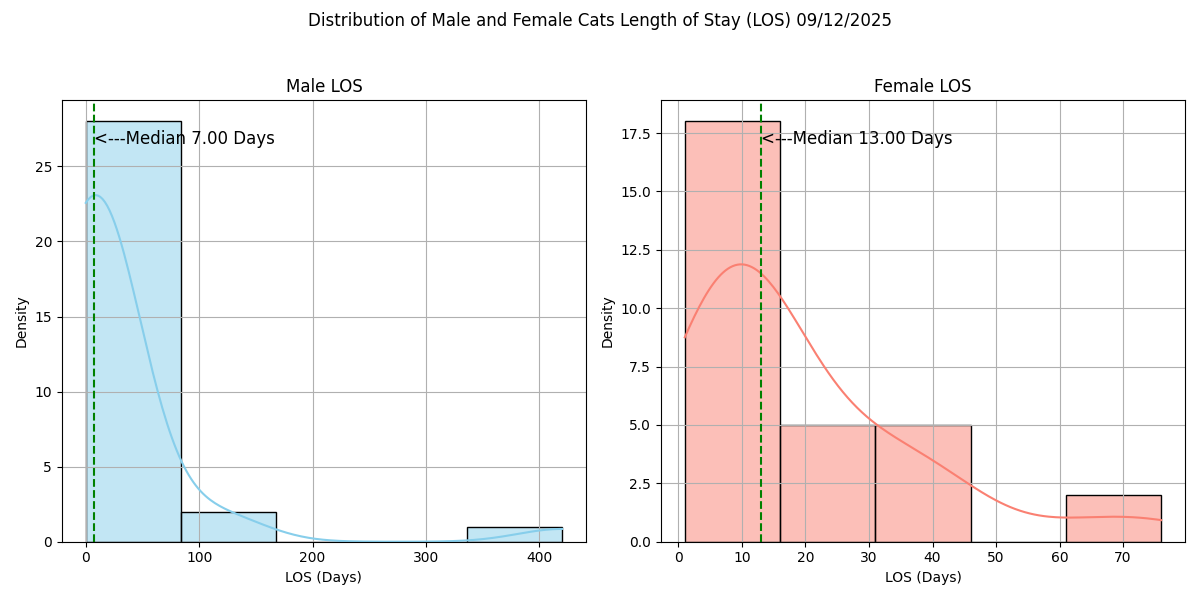 Distribution of Male and Female Cats Length of Stay (LOS) 09/12/2025
Male LOS
<---Median 7.00 Days
Density
25
20
15
10
5
0
0 100 200 300 400
LOS (Days)
Female LOS
<---Median 13.00 Days
Density
17.5
15.0
12.5
10.0
7.5
5.0
2.5
0.0
0 10 20 30 40 50 60 70
LOS (Days)